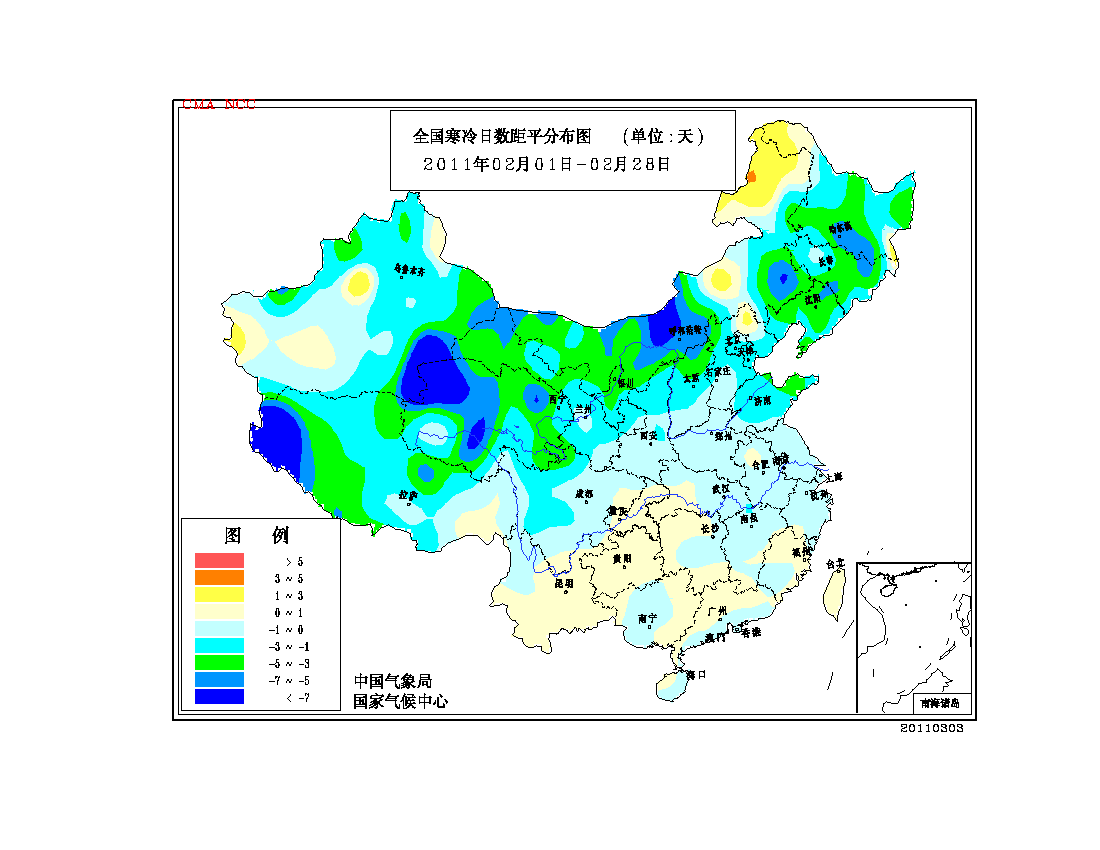 CMA NCC
全国寒冷日数距平分布图 (单位:天)
2011年02月01日-02月28日
哈尔滨
长春
沈阳
乌鲁木齐
呼和浩特
北京
天津
银川
太原
石家庄
西宁
兰州
济南
西安
郑州
合肥
南京
上海
拉萨
成都
武汉
杭州
重庆
南昌
长沙
贵阳
福州
台北
昆明
南宁
广州
澳门
香港
海口
图 例
> 5
3 ~ 5
1 ~ 3
0 ~ 1
-1 ~ 0
-3 ~ -1
-5 ~ -3
-7 ~ -5
< -7
中国气象局
国家气候中心
南海诸岛
20110303